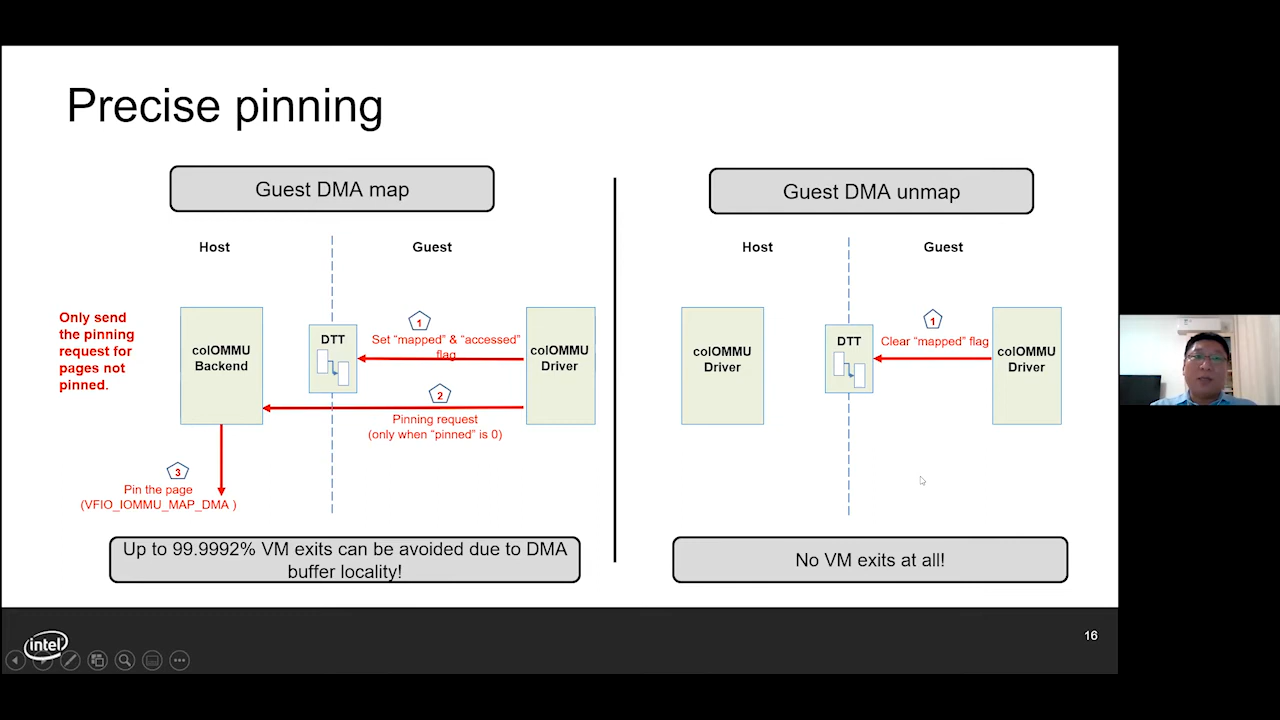 Precise pinning
Guest DMA map
Host
Guest
Only send
the pinning
request for
pages not
pinned.
coIOMMU
Backend
DTT
1
Set “mapped” & “accessed”
flag
coIOMMU
Driver
2
Pinning request
(only when “pinned” is 0)
3
Pin the page
(VFIO_IOMMU_MAP_DMA )
Up to 99.9992% VM exits can be avoided due to DMA
buffer locality!
Guest DMA unmap
Host
Guest
coIOMMU
Driver
DTT
1
Clear “mapped” flag
coIOMMU
Driver
No VM exits at all!
intel
16